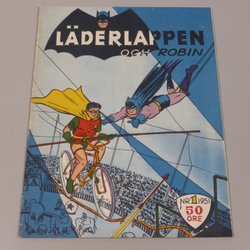 LÄDERLAPPEN
OCH ROBIN
NR 1 1951
50
ÖRE